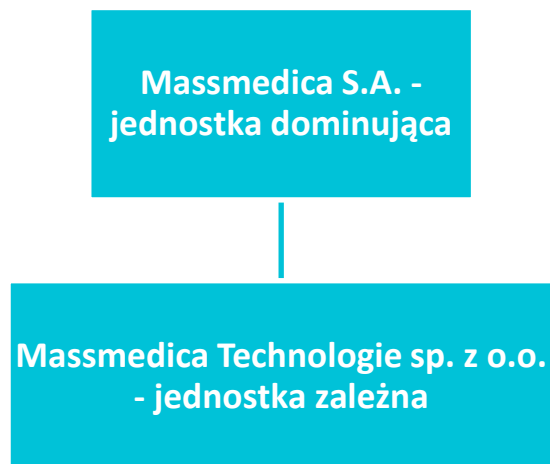 Massmedica S.A. -
jednostka dominująca
Massmedica Technologie sp. z o.o.
- jednostka zależna